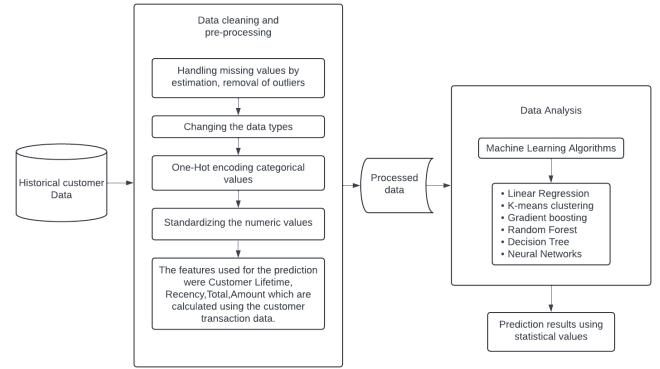 Data cleaning and
pre-processing
Handling missing values by
estimation, removal of outliers
Changing the data types
One-Hot encoding categorical
values
Standardizing the numeric values
The features used for the prediction
were Customer Lifetime,
Recency,Total,Amount which are
calculated using the customer
transaction data.
Historical customer
Data
Processed
data
Data Analysis
Machine Learning Algorithms
• Linear Regression
• K-means clustering
• Gradient boosting
• Random Forest
• Decision Tree
• Neural Networks
Prediction results using
statistical values